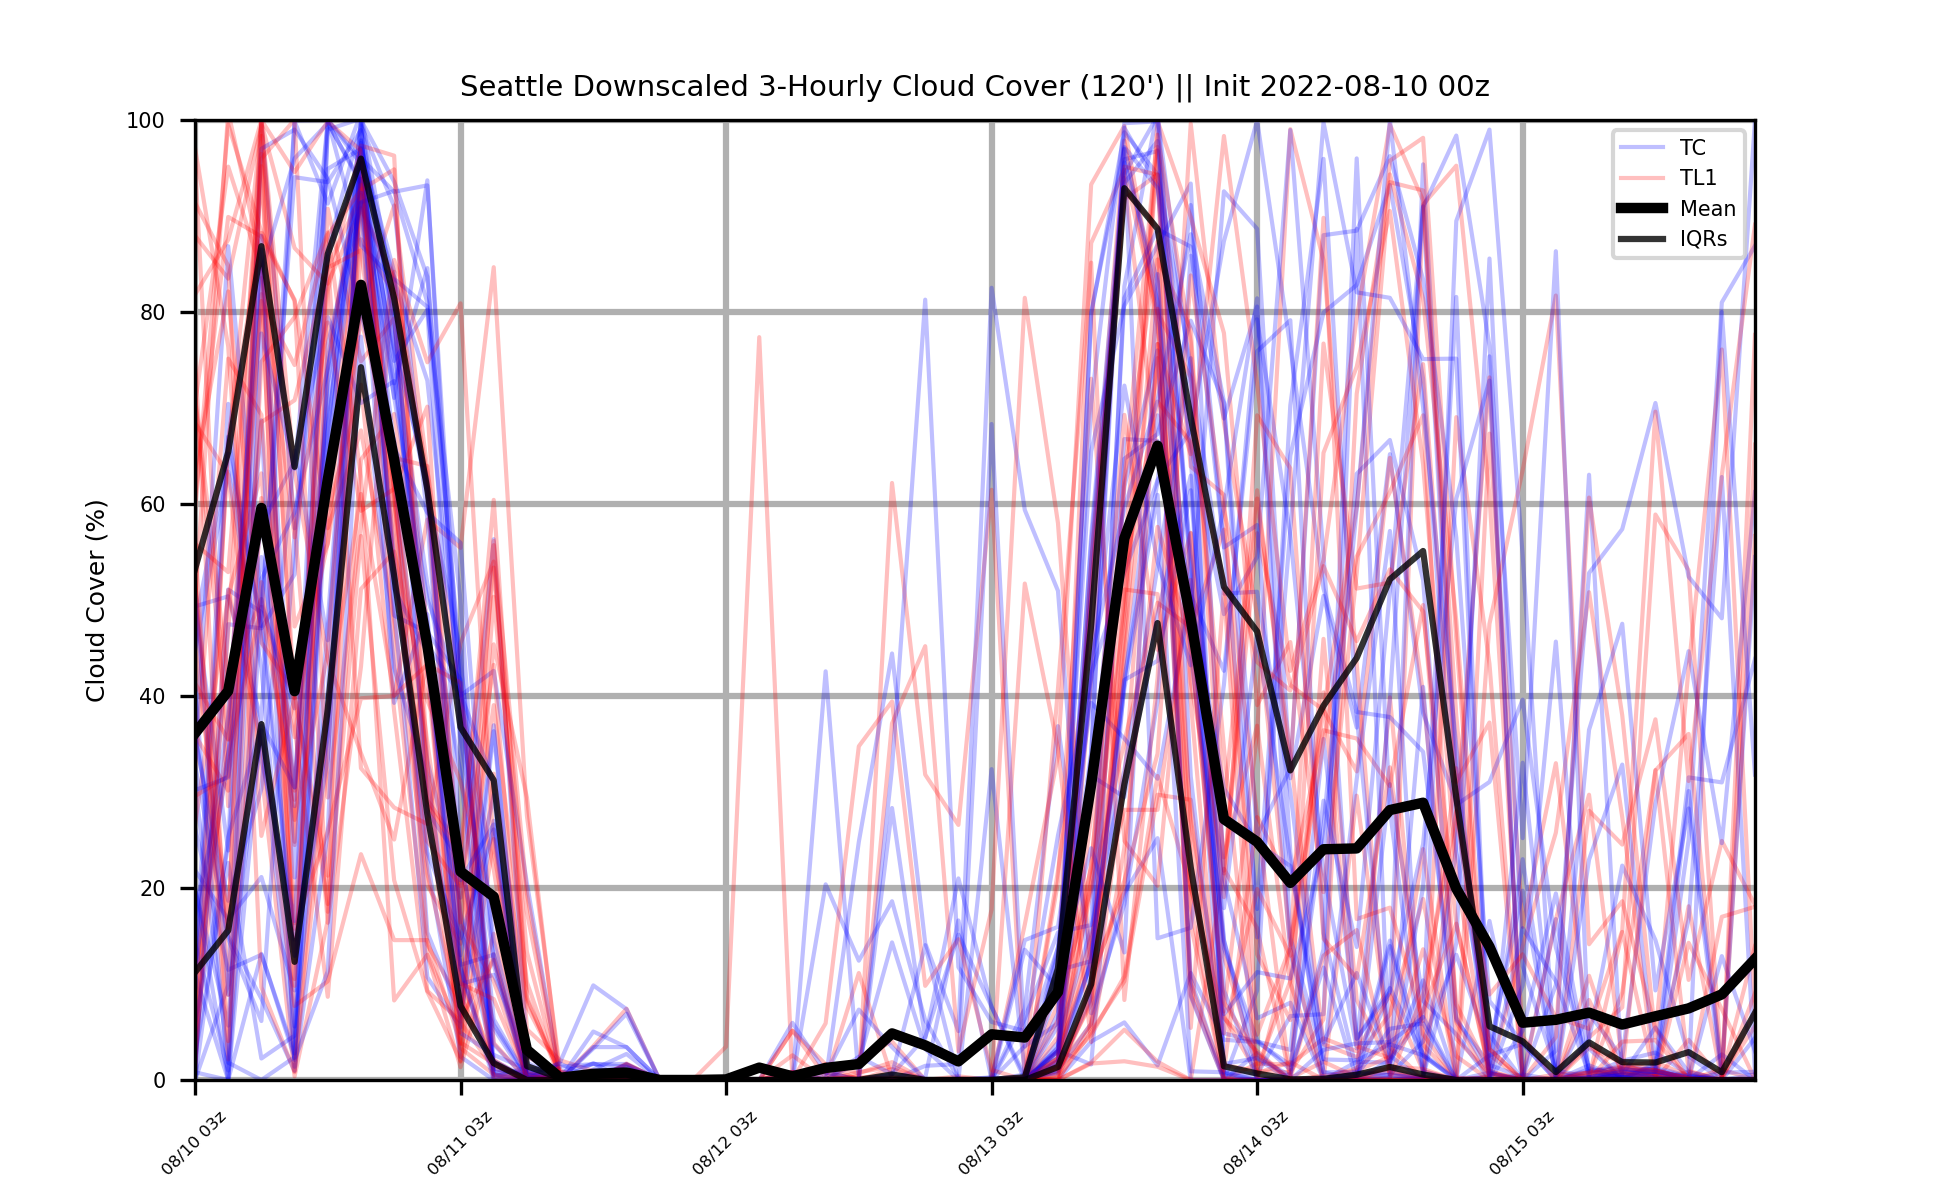 Seattle Downscaled 3-Hourly Cloud Cover (120') || Init 2022-08-10 00z
Cloud Cover (%)
100
80
60
40
20
0
TC
TL1
Mean
IQRs
08/10 03z
08/11 03z
08/12 03z
08/13 03z
08/14 03z
08/15 03z